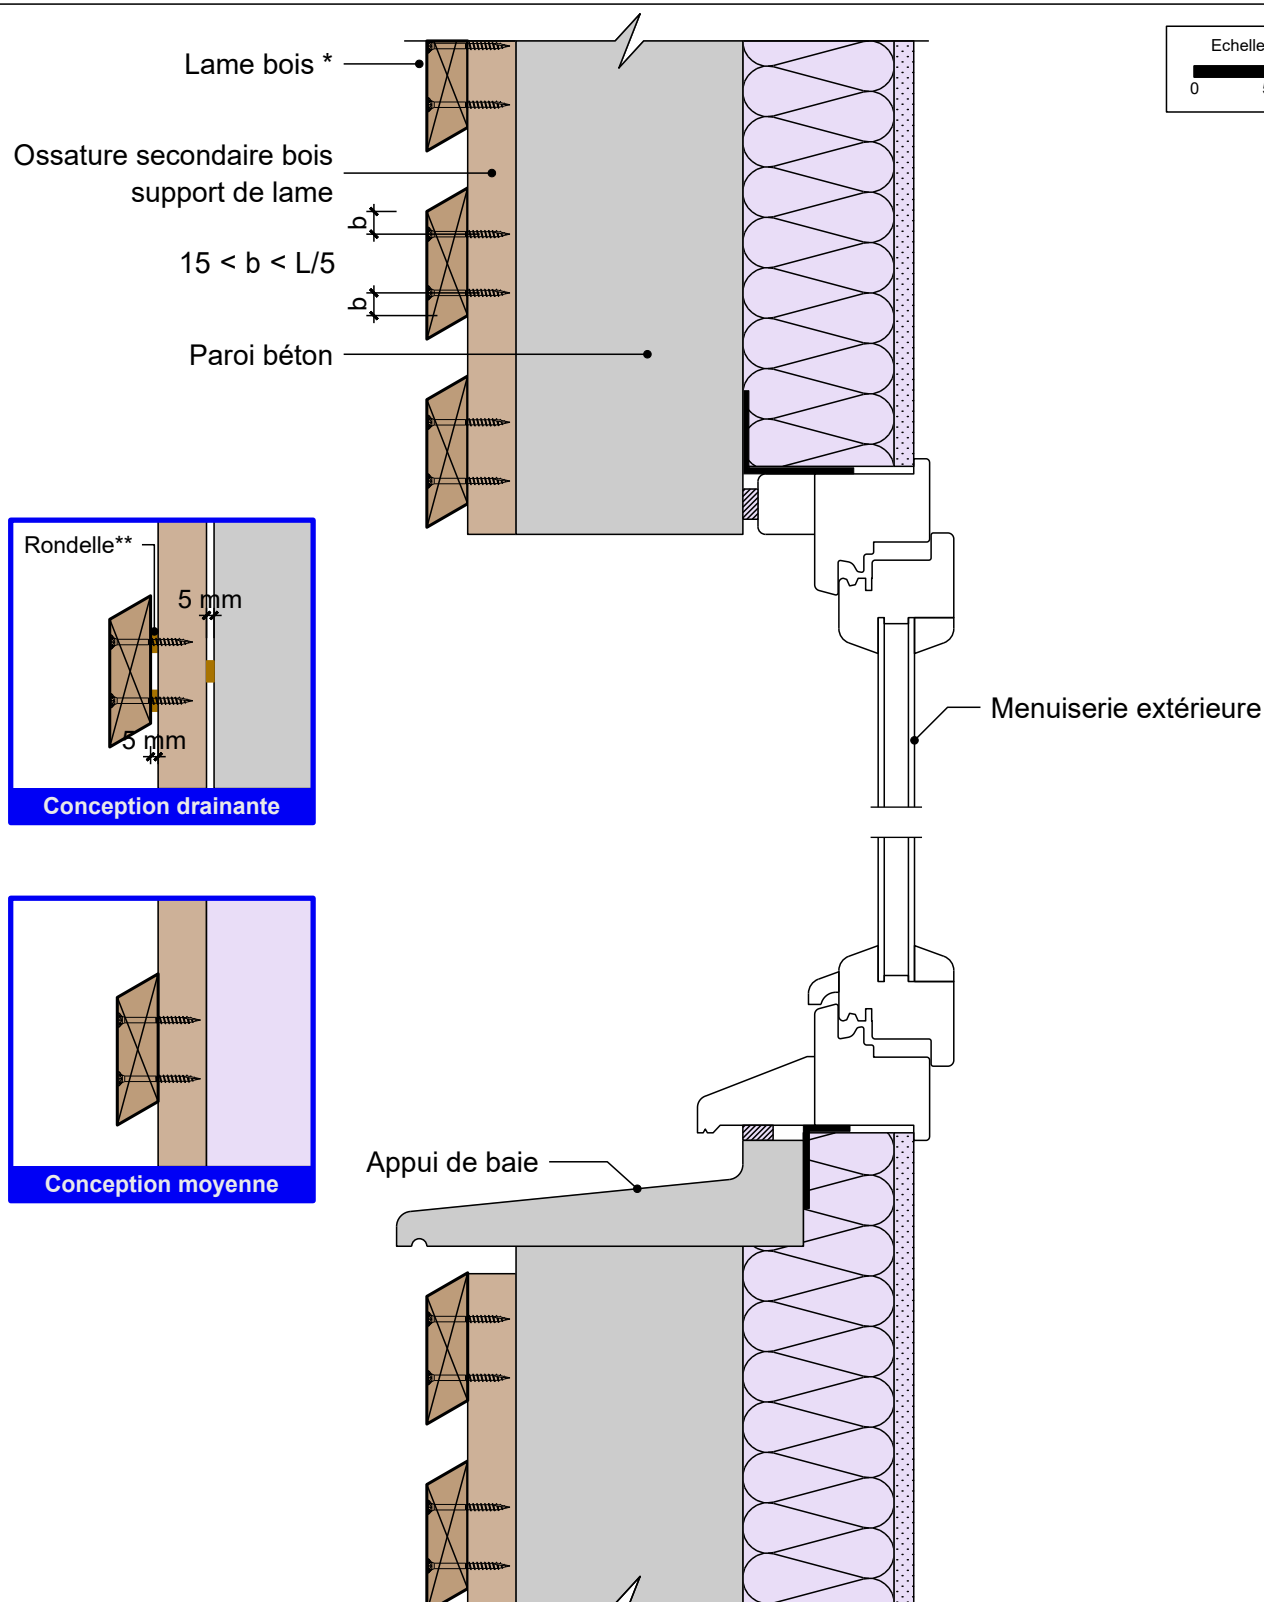 Lame bois *
Echelle
0
Ossature secondaire bois
support de lame
b
15 < b < L/5
b
Paroi béton
Rondelle**
5 mm
5 mm
Conception drainante
Menuiserie extérieure
Conception moyenne
Appui de baie